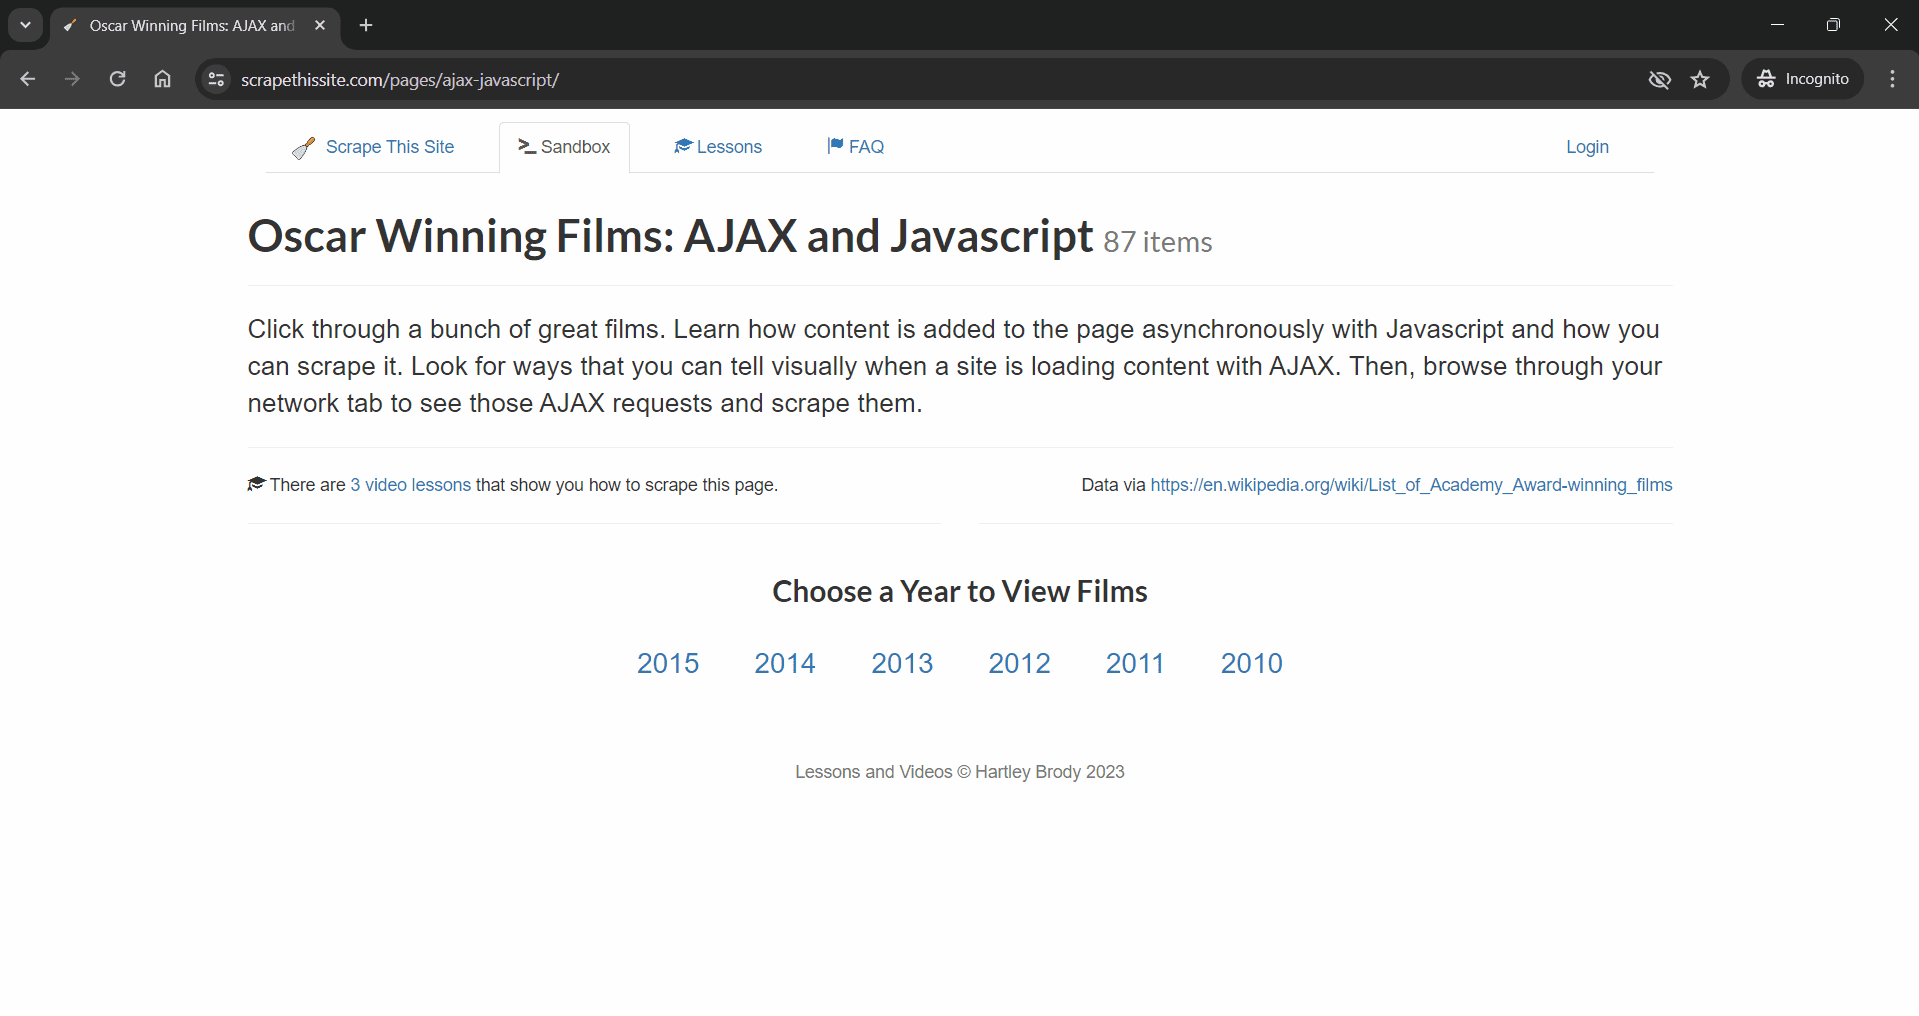 Oscar Winning Films: AJAX and
scrapethissite.com/pages/ajax-javascript/
Incognito
Scrape This Site
Sandbox
Lessons
FAQ
Login
Oscar Winning Films: AJAX and Javascript 87 items
Click through a bunch of great films. Learn how content is added to the page asynchronously with Javascript and how you
can scrape it. Look for ways that you can tell visually when a site is loading content with AJAX. Then, browse through your
network tab to see those AJAX requests and scrape them.
There are 3 video lessons that show you how to scrape this page.
Data via https://en.wikipedia.org/wiki/List_of_Academy_Award-winning_films
Choose a Year to View Films
2015 2014 2013 2012 2011 2010
Lessons and Videos © Hartley Brody 2023